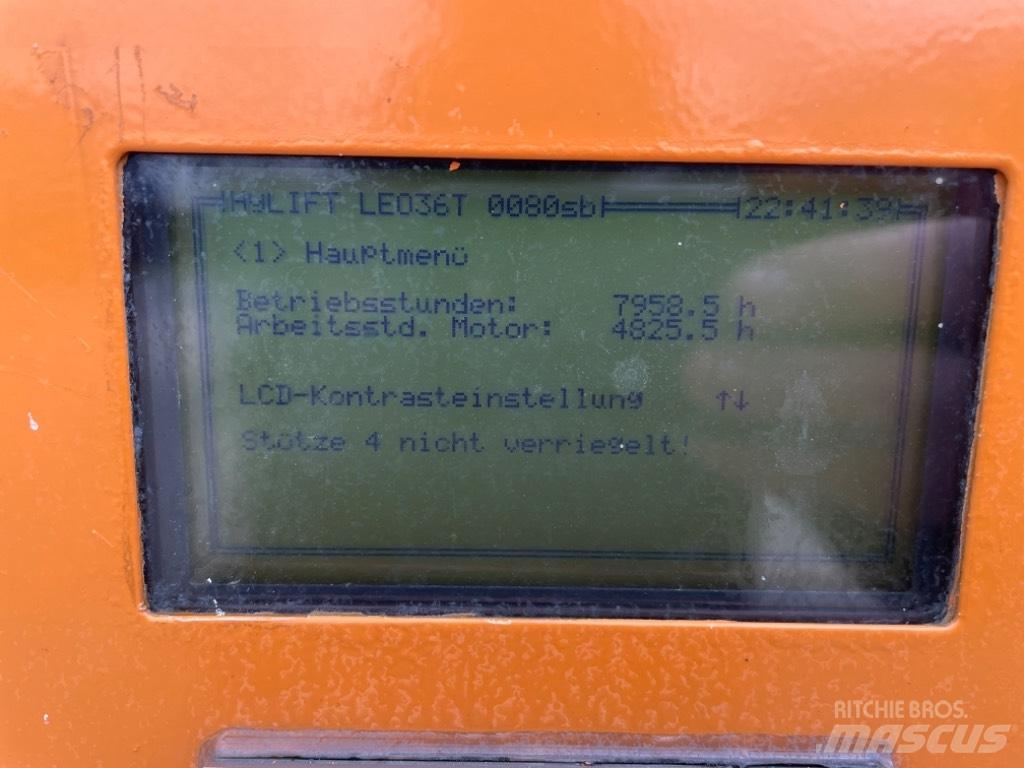 HyLIFT LEO36T 0080sb 22:41:39
<1> Hauptmenü
Betriebsstunden: 7958.5 h
Arbeitsstd. Motor: 4825.5 h
LCD-Kontrasteinstellung ↑↓
Stütze 4 nicht verriegelt!
RITCHIE BROS.
MASCUS